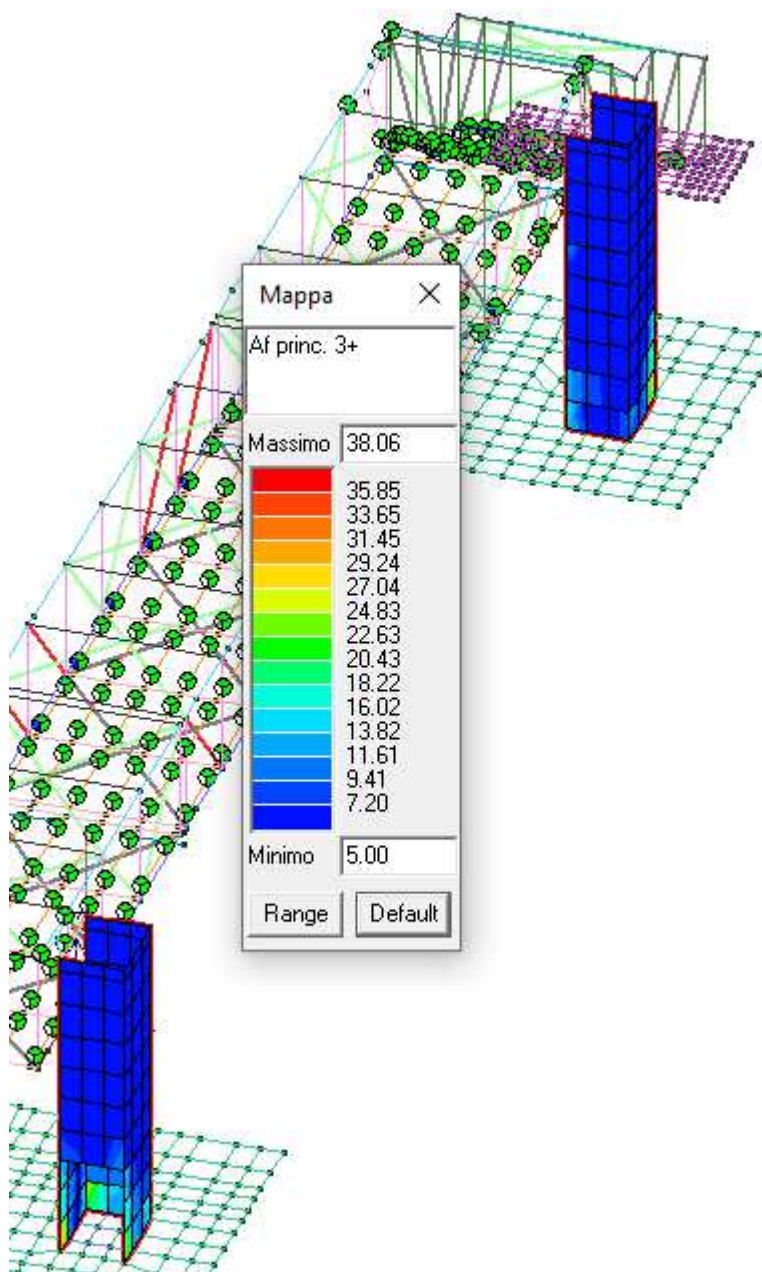 Mappa
Af princ. 3+
Massimo 38.06
35.85
33.65
31.45
29.24
27.04
24.83
22.63
20.43
18.22
16.02
13.82
11.61
9.41
7.20
Minimo 5.00
Range Default